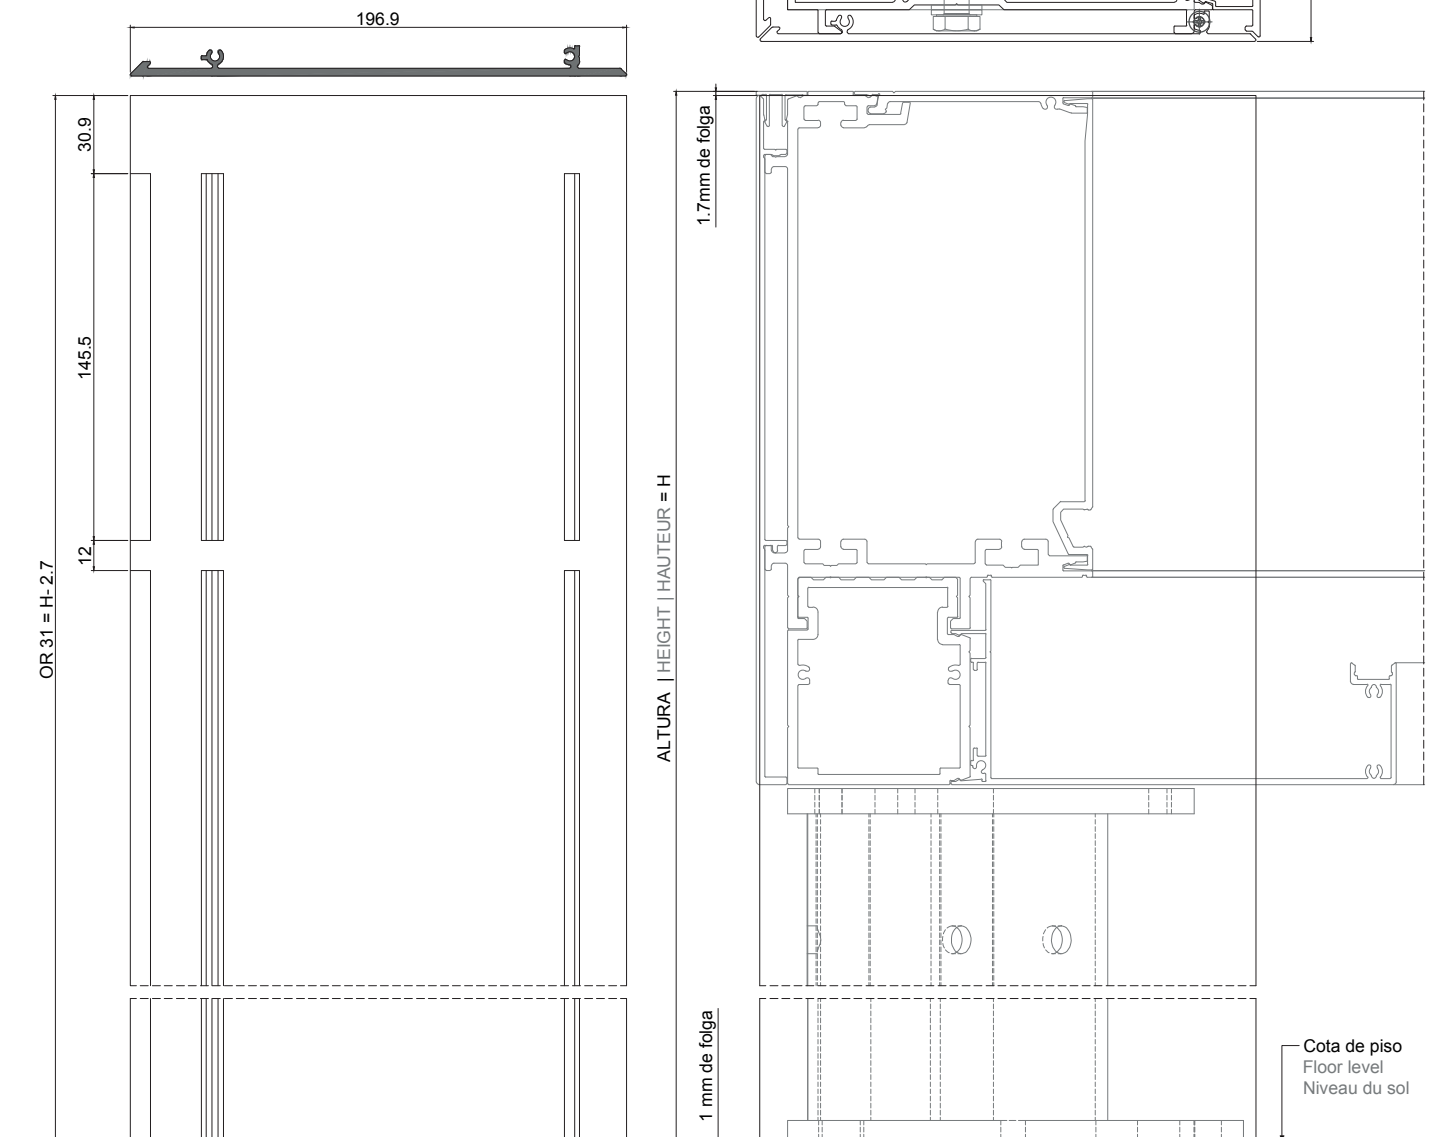 196.9
30.9
145.5
12
OR 31 = H- 2.7
1.7mm de folga
ALTURA | HEIGHT | HAUTEUR = H
1 mm de folga
Cota de piso
Floor level
Niveau du sol